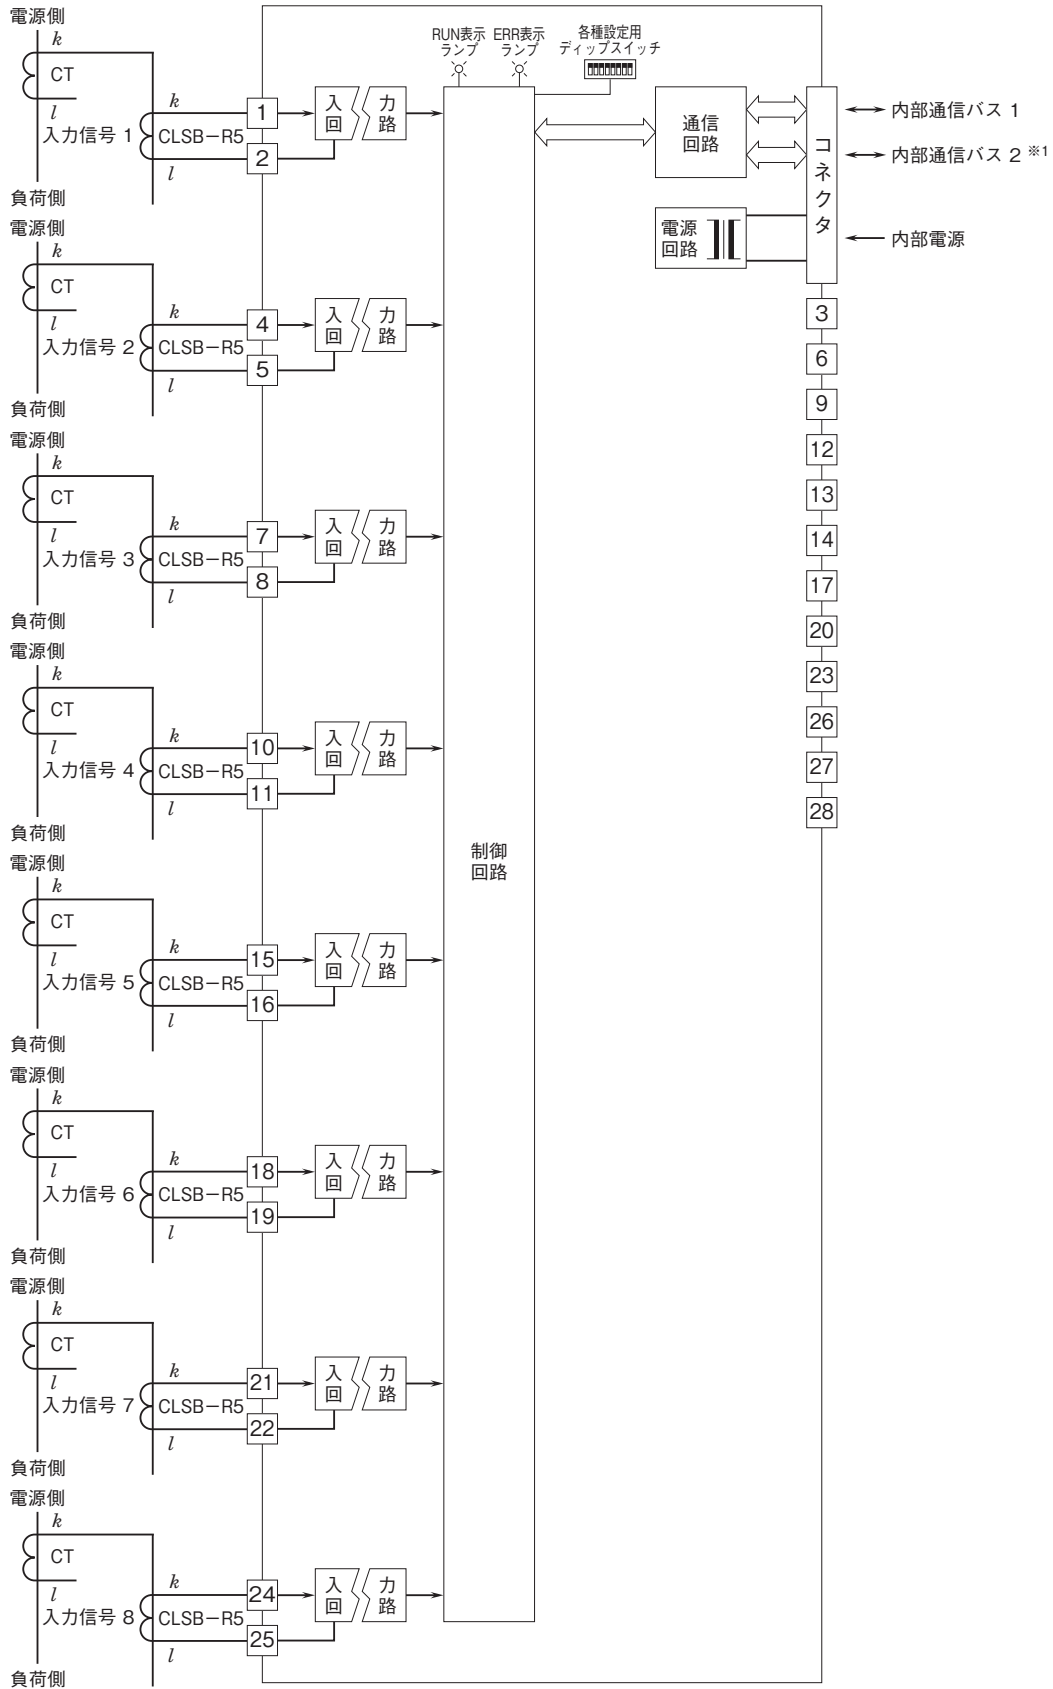 電源側
k
CT
l
入力信号 1
k
CLSB－R5
l
1
2
入 力
回 路
負荷側
電源側
k
CT
l
入力信号 2
k
CLSB－R5
l
4
5
入 力
回 路
負荷側
電源側
k
CT
l
入力信号 3
k
CLSB－R5
l
7
8
入 力
回 路
負荷側
電源側
k
CT
l
入力信号 4
k
CLSB－R5
l
10
11
入 力
回 路
負荷側
電源側
k
CT
l
入力信号 5
k
CLSB－R5
l
15
16
入 力
回 路
負荷側
電源側
k
CT
l
入力信号 6
k
CLSB－R5
l
18
19
入 力
回 路
負荷側
電源側
k
CT
l
入力信号 7
k
CLSB－R5
l
21
22
入 力
回 路
負荷側
電源側
k
CT
l
入力信号 8
k
CLSB－R5
l
24
25
入 力
回 路
負荷側
RUN表示
ランプ
ERR表示
ランプ
各種設定用
ディップスイッチ
制御
回路
通信
回路
電源
回路
コネクタ
内部通信バス 1
内部通信バス 2 ※1
内部電源
3
6
9
12
13
14
17
20
23
26
27
28